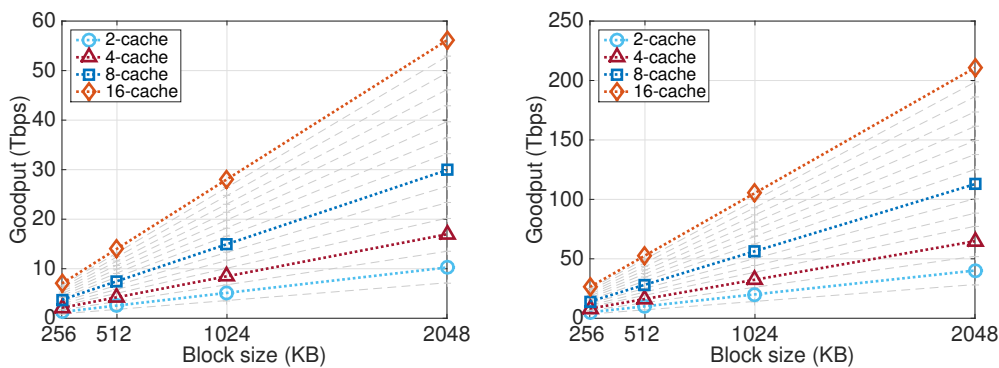 60
50
40
30
20
10
0
Goodput (Tbps)
2-cache
4-cache
8-cache
16-cache
256 512 1024 2048
Block size (KB)
250
200
150
100
50
0
Goodput (Tbps)
2-cache
4-cache
8-cache
16-cache
256 512 1024 2048
Block size (KB)